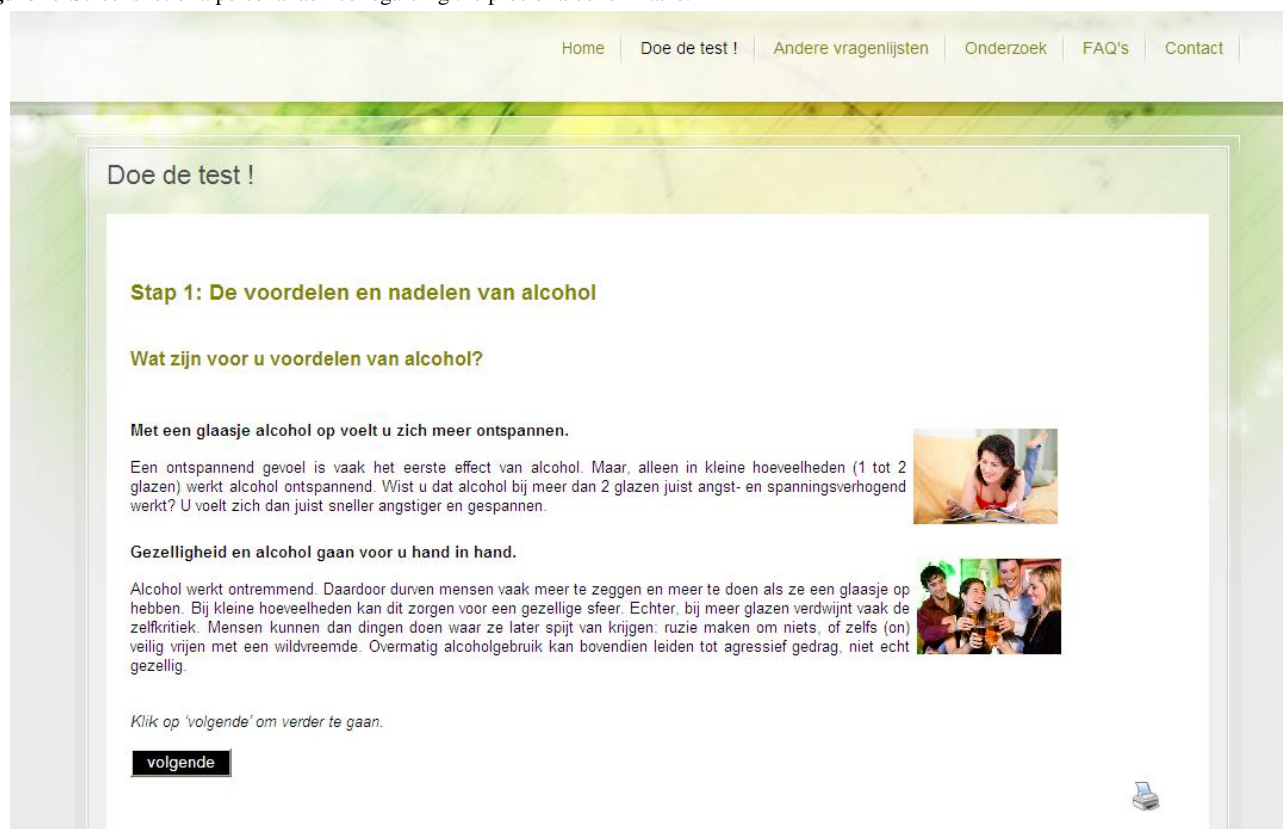 Home
Doe de test !
Andere vragenlijsten
Onderzoek
FAQ's
Contact
Doe de test !
Stap 1: De voordelen en nadelen van alcohol
Wat zijn voor u voordelen van alcohol?
Met een glaasje alcohol op voelt u zich meer ontspannen.
Een ontspannend gevoel is vaak het eerste effect van alcohol. Maar, alleen in kleine hoeveelheden (1 tot 2
glazen) werkt alcohol ontspannend. Wist u dat alcohol bij meer dan 2 glazen juist angst- en spanningsverhogend
werkt? U voelt zich dan juist sneller angstiger en gespannen.
Gezelligheid en alcohol gaan voor u hand in hand.
Alcohol werkt ontremmend. Daardoor durven mensen vaak meer te zeggen en meer te doen als ze een glaasje op
hebben. Bij kleine hoeveelheden kan dit zorgen voor een gezellige sfeer. Echter, bij meer glazen verdwijnt vaak de
zelfkritiek. Mensen kunnen dan dingen doen waar ze later spijt van krijgen: ruzie maken om niets, of zelfs (on)
veilig vrijen met een wildvreemde. Overmatig alcoholgebruik kan bovendien leiden tot agressief gedrag, niet echt
gezellig.
Klik op 'volgende' om verder te gaan.
volgende